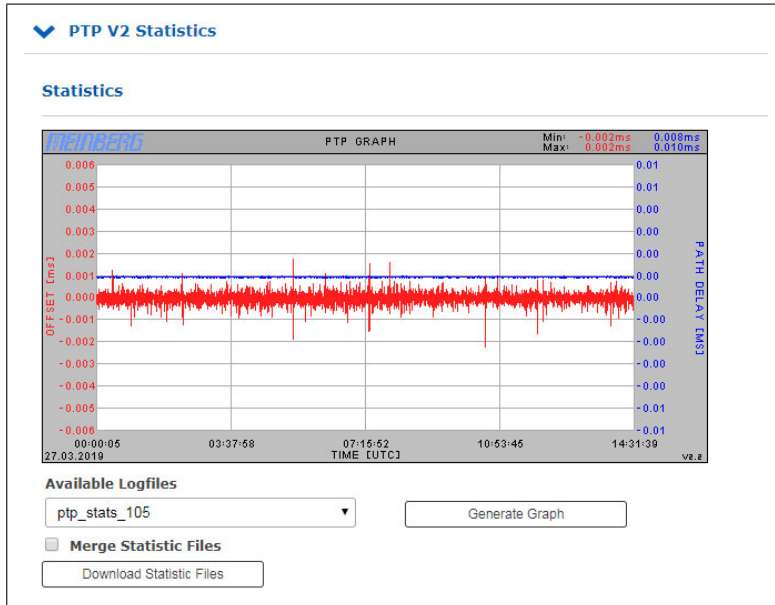 PTP V2 Statistics
Statistics
MEINBERG PTP GRAPH Min: -0.002ms 0.008ms
Max: 0.002ms 0.010ms
0.006 0.01
0.005 0.01
0.004 0.00
0.003 0.00
0.002 0.00
0.001 0.00
0.000 0.00
-0.001 -0.00
-0.002 -0.00
-0.003 -0.00
-0.004 -0.00
-0.005 -0.01
-0.006 -0.01
OFFSET [ms]
PATH DELAY [MS]
00:00:05 03:37:58 07:15:52 10:53:45 14:31:39
27.03.2019 TIME [UTC] V2.2
Available Logfiles
ptp_stats_105 Generate Graph
Merge Statistic Files
Download Statistic Files